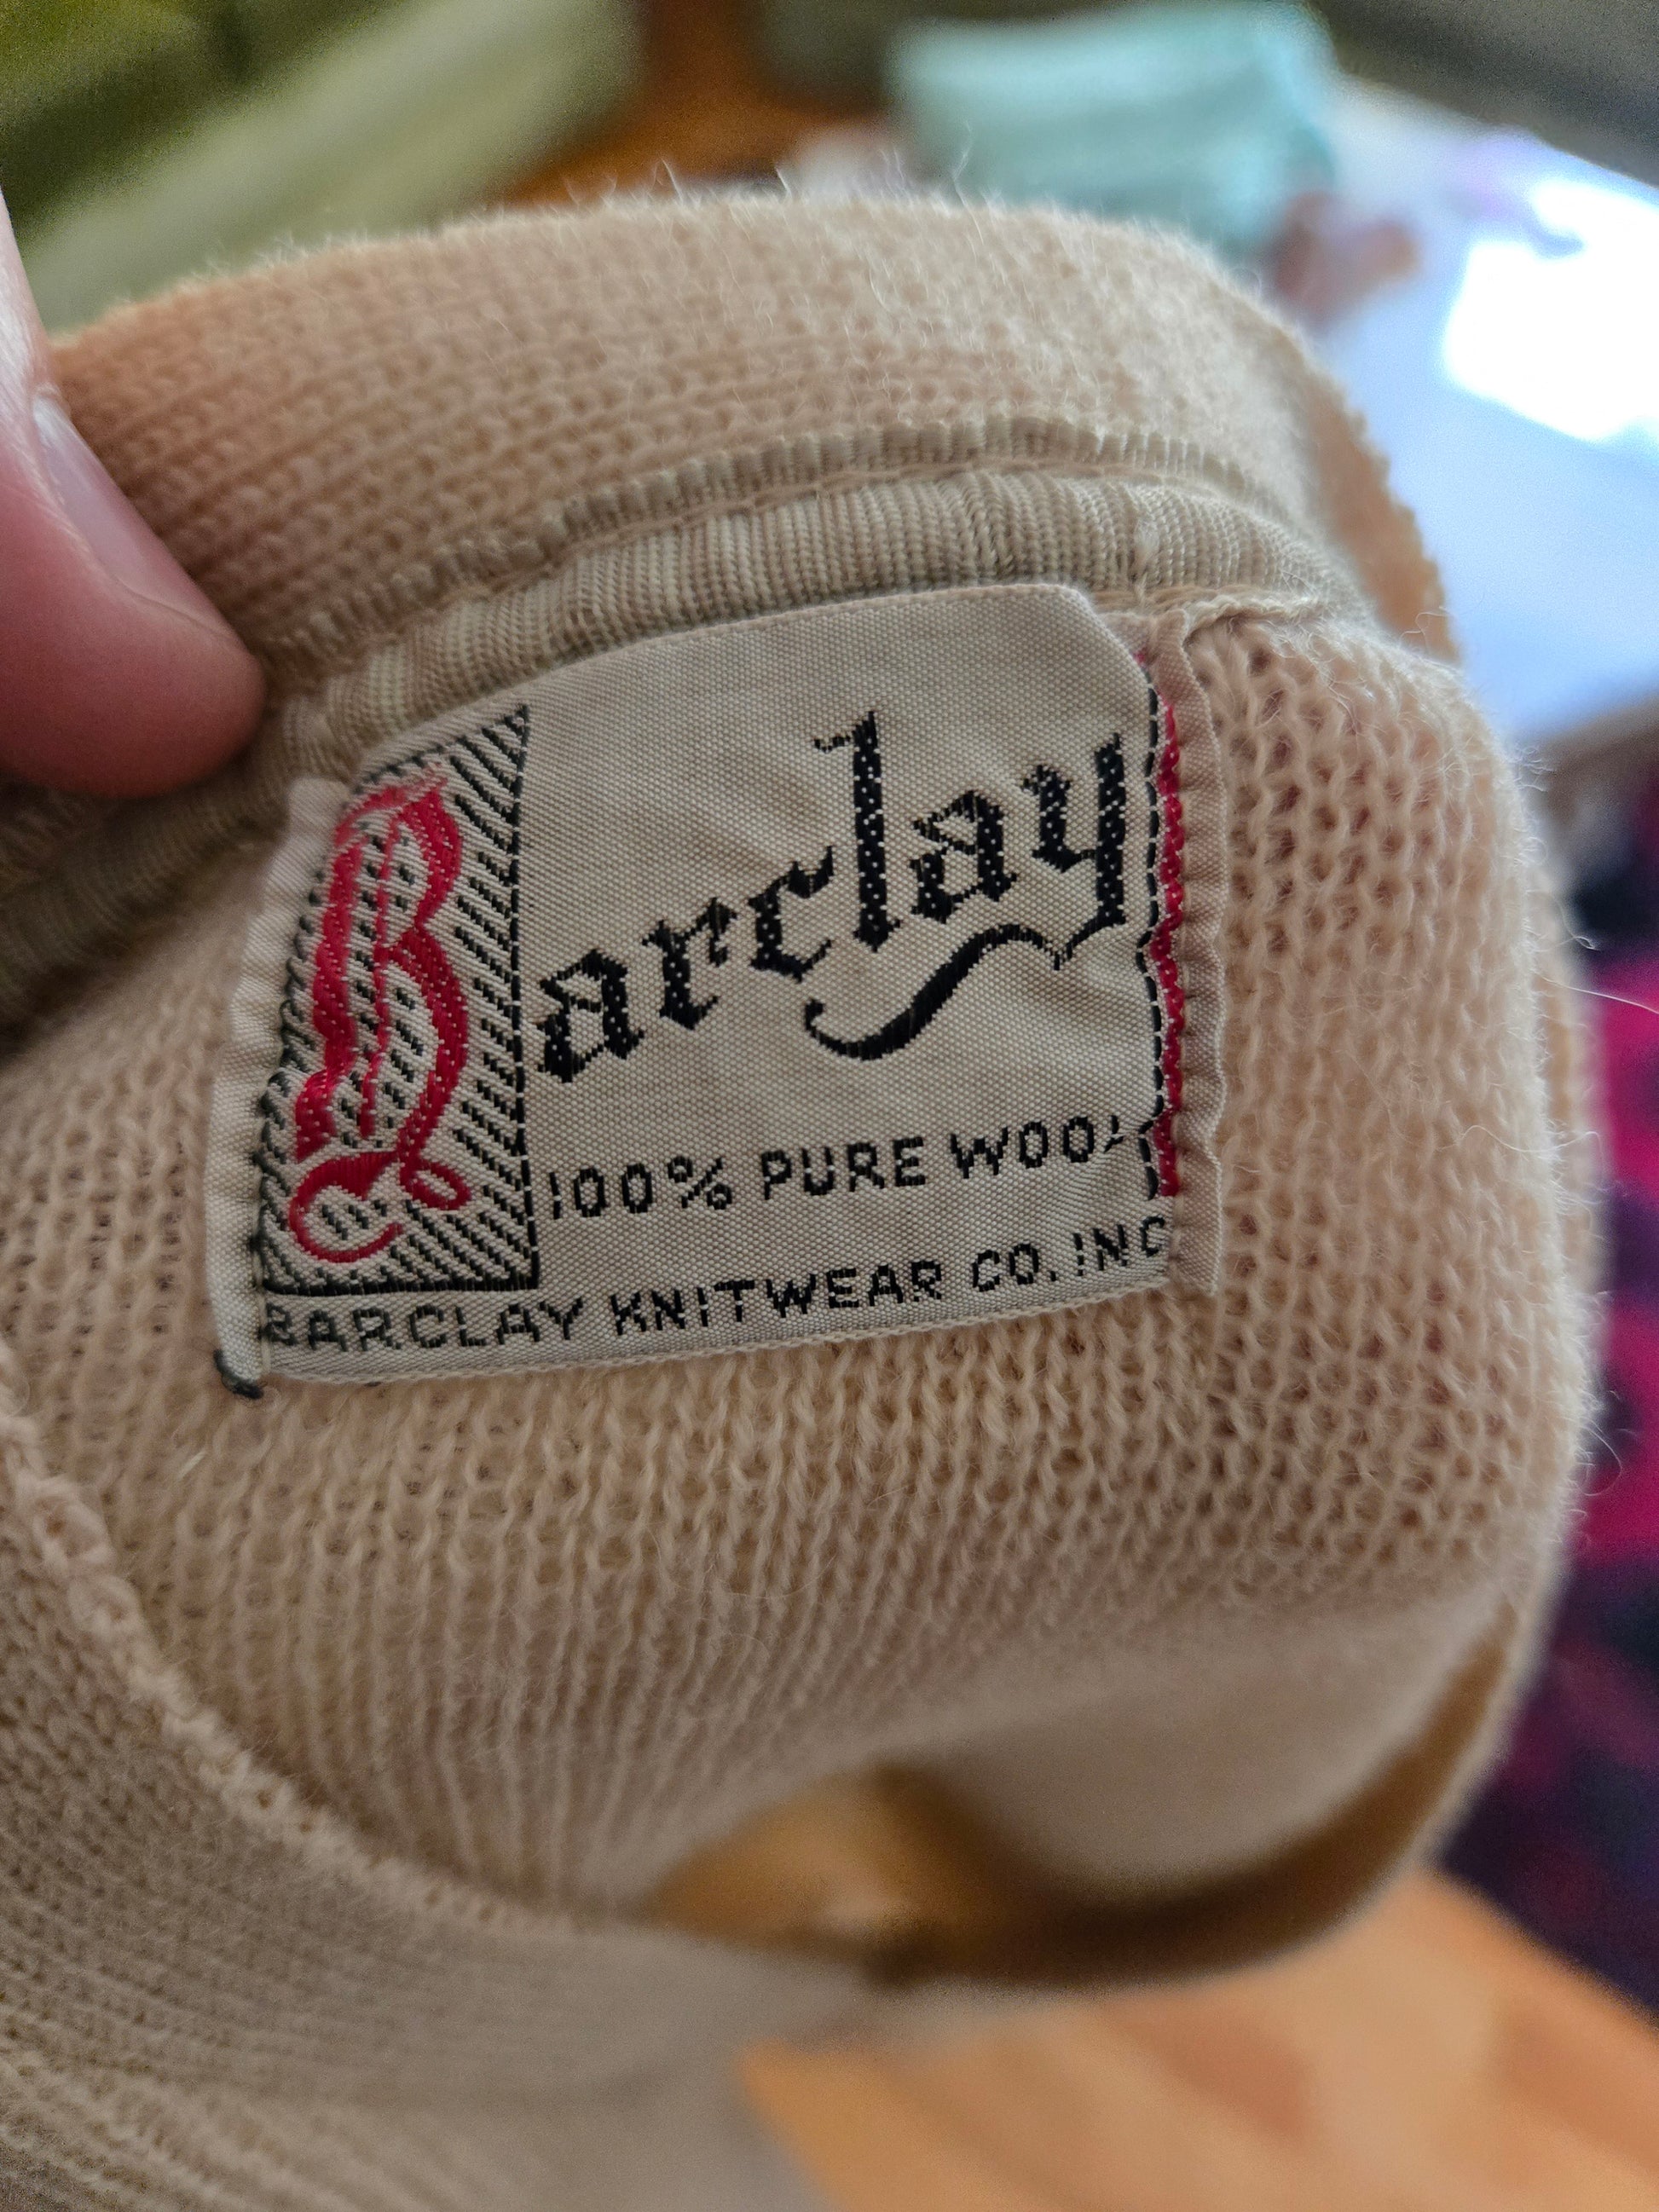 Barclay
100% PURE WOOL
BARCLAY KNITWEAR CO. INC